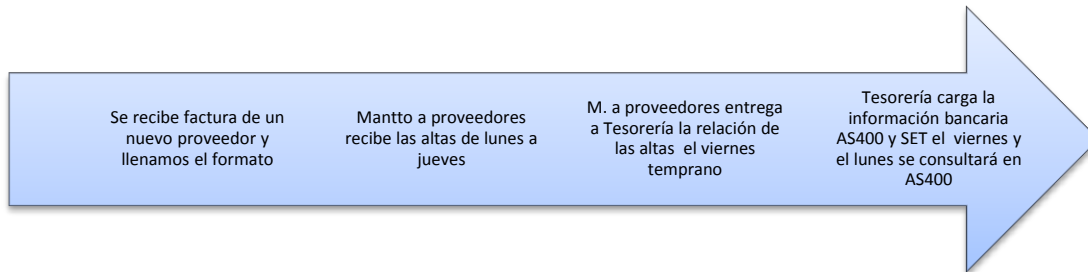 Se recibe factura de un
nuevo proveedor y
llenamos el formato
Mantto a proveedores
recibe las altas de lunes a
jueves
M. a proveedores entrega
a Tesorería la relación de
las altas el viernes
temprano
Tesorería carga la
información bancaria
AS400 y SET el viernes y
el lunes se consultará en
AS400